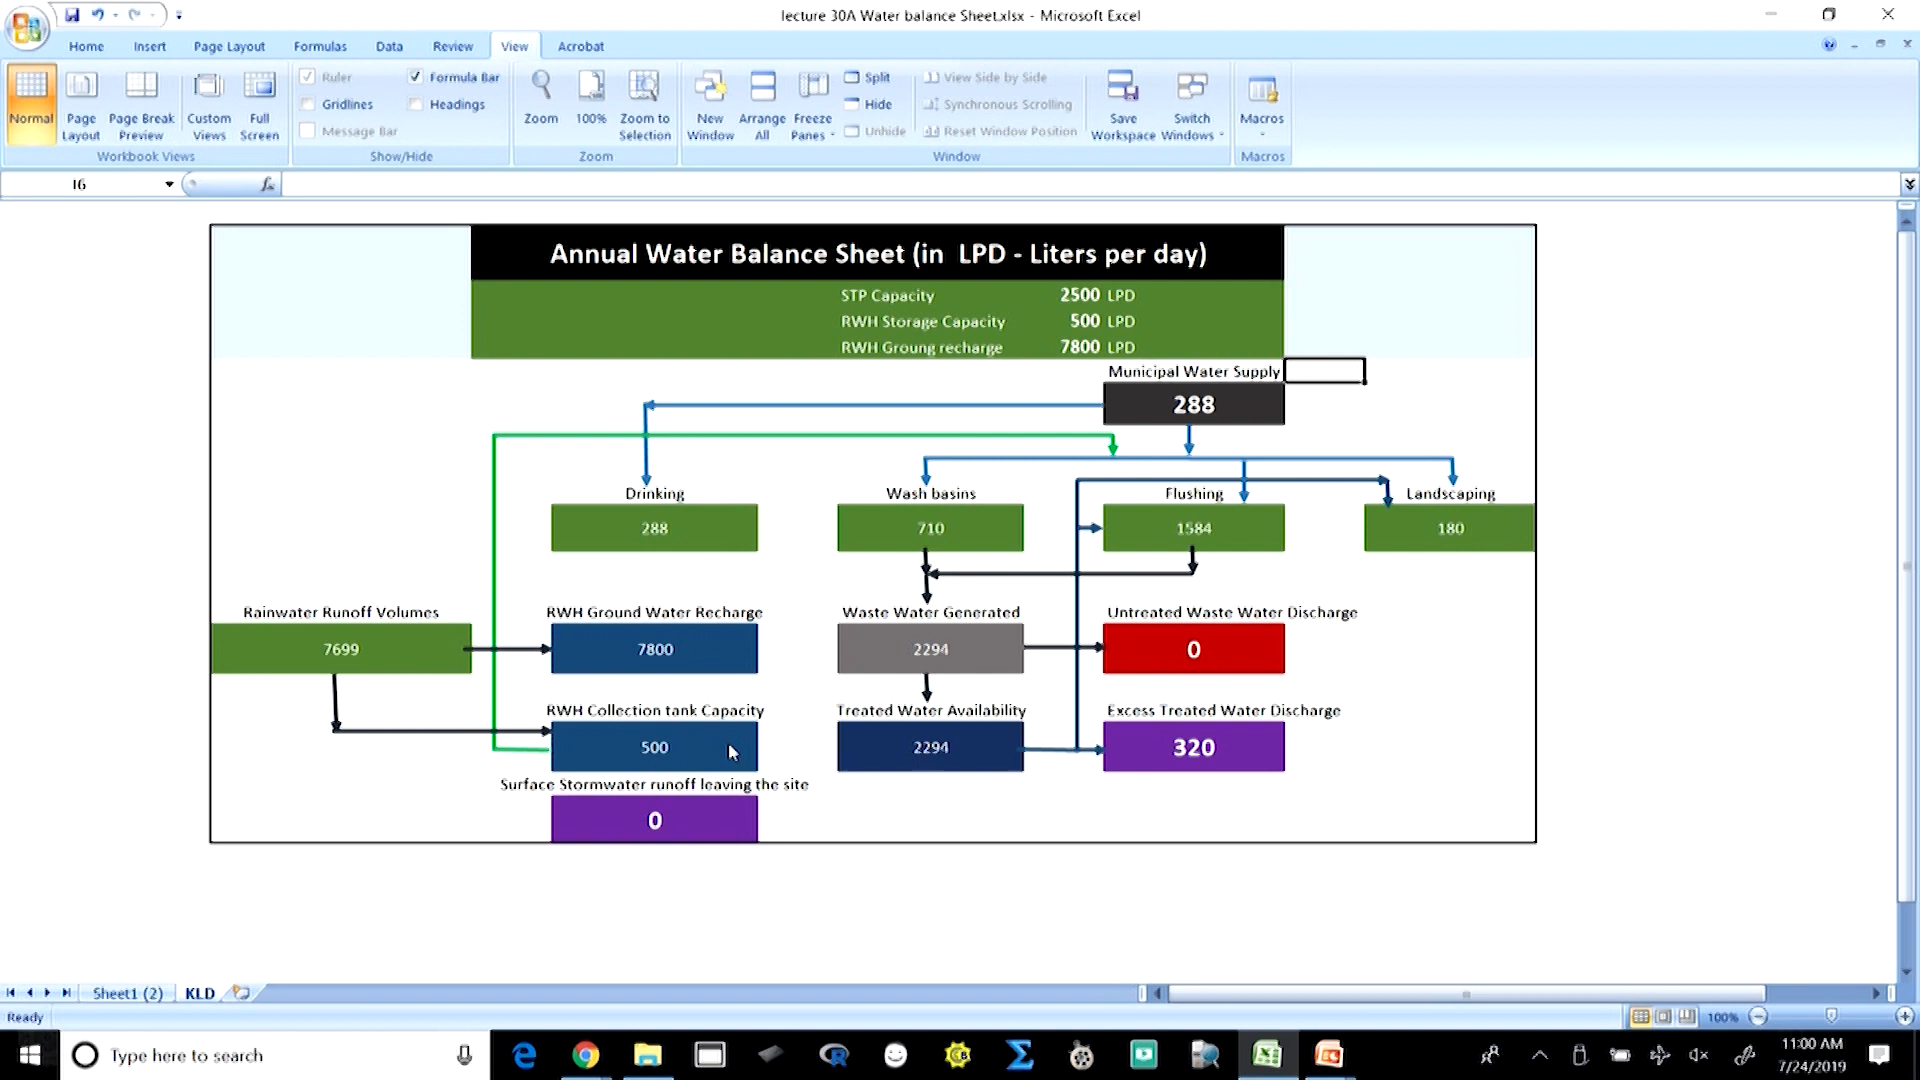 lecture 30A Water balance Sheet.xlsx - Microsoft Excel
Home Insert Page Layout Formulas Data Review View Acrobat
Normal Page Layout Page Break Preview Custom Views Full Screen
Workbook Views
Ruler Formula Bar
Gridlines Headings
Message Bar
Show/Hide
Zoom 100% Zoom to Selection
Zoom
New Window Arrange All Freeze Panes
Split View Side by Side
Hide Synchronous Scrolling
Unhide Reset Window Position
Save Workspace Switch Windows
Window
Macros
Macros
I6 fx
Annual Water Balance Sheet (in LPD - Liters per day)
STP Capacity 2500 LPD
RWH Storage Capacity 500 LPD
RWH Groung recharge 7800 LPD
Municipal Water Supply
288
Drinking Wash basins Flushing Landscaping
288 710 1584 180
Rainwater Runoff Volumes RWH Ground Water Recharge Waste Water Generated Untreated Waste Water Discharge
7699 7800 2294 0
RWH Collection tank Capacity Treated Water Availability Excess Treated Water Discharge
500 2294 320
Surface Stormwater runoff leaving the site
0
Sheet1 (2) KLD
Ready 100%
Type here to search
11:00 AM
7/24/2019